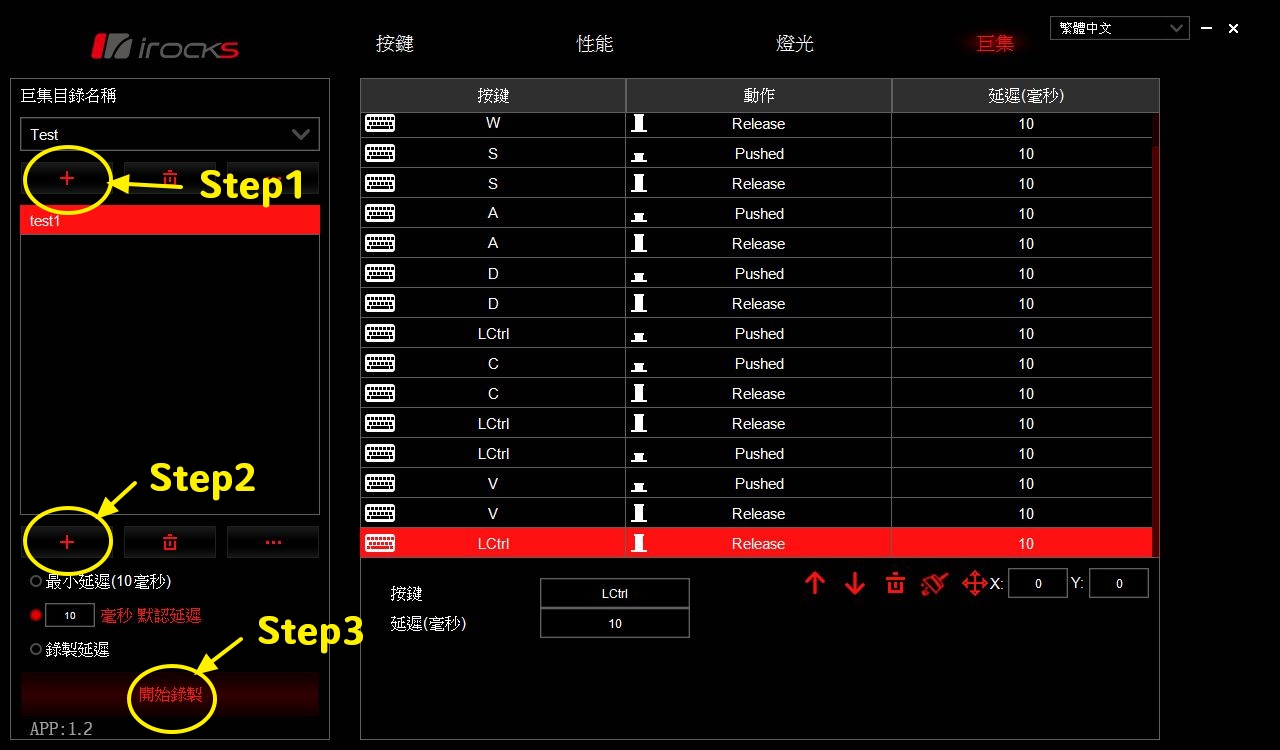 irocks
按鍵 性能 燈光 巨集 繁體中文
巨集目錄名稱
Test
Step1
test1
Step2
最小延遲(10毫秒)
10 毫秒 默認延遲
錄製延遲
Step3
開始錄製
APP:1.2
按鍵 動作 延遲(毫秒)
W Release 10
S Pushed 10
S Release 10
A Pushed 10
A Release 10
D Pushed 10
D Release 10
LCtrl Pushed 10
C Pushed 10
C Release 10
LCtrl Release 10
LCtrl Pushed 10
V Pushed 10
V Release 10
LCtrl Release 10
按鍵 LCtrl X: 0 Y: 0
延遲(毫秒) 10